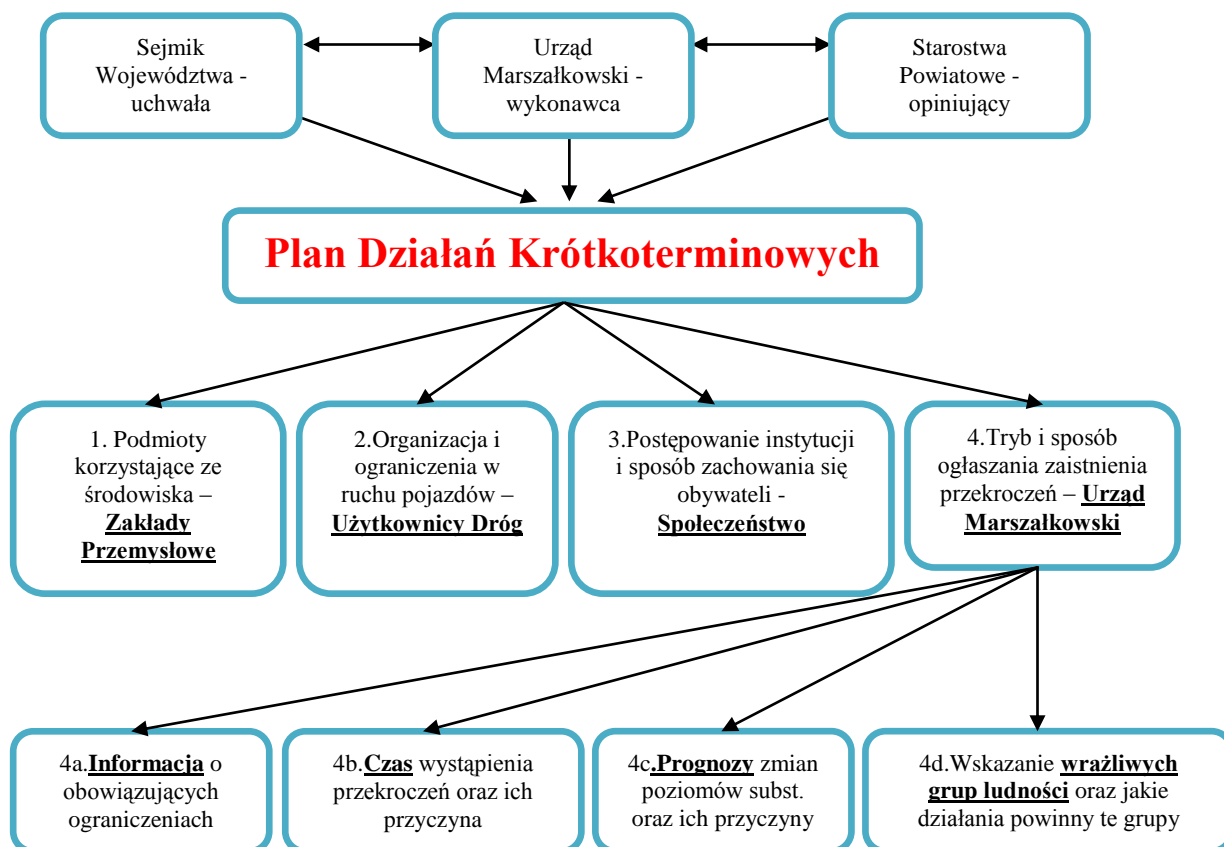 Sejmik
Województwa -
uchwała
Urząd
Marszałkowski -
wykonawca
Starostwa
Powiatowe -
opiniujący
Plan Działań Krótkoterminowych
1. Podmioty
korzystające ze
środowiska –
Zakłady
Przemysłowe
2.Organizacja i
ograniczenia w
ruchu pojazdów –
Użytkownicy Dróg
3.Postępowanie instytucji
i sposób zachowania się
obywateli -
Społeczeństwo
4.Tryb i sposób
ogłaszania zaistnienia
przekroczeń – Urząd
Marszałkowski
4a.Informacja o
obowiązujących
ograniczeniach
4b.Czas wystąpienia
przekroczeń oraz ich
przyczyna
4c.Prognozy zmian
poziomów subst.
oraz ich przyczyny
4d.Wskazanie wrażliwych
grup ludności oraz jakie
działania powinny te grupy